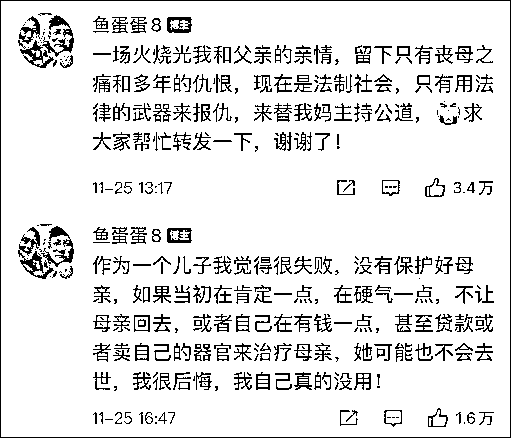 鱼蛋蛋8 博主
一场火烧光我和父亲的亲情，留下只有丧母之
痛和多年的仇恨，现在是法制社会，只有用法
律的武器来报仇，来替我妈主持公道，求
大家帮忙转发一下，谢谢了！
11-25 13:17 3.4万
鱼蛋蛋8 博主
作为一个儿子我觉得很失败，没有保护好母
亲，如果当初在肯定一点，在硬气一点，不让
母亲回去，或者自己在有钱一点，甚至贷款或
者卖自己的器官来治疗母亲，她可能也不会去
世，我很后悔，我自己真的没用！
11-25 16:47 1.6万